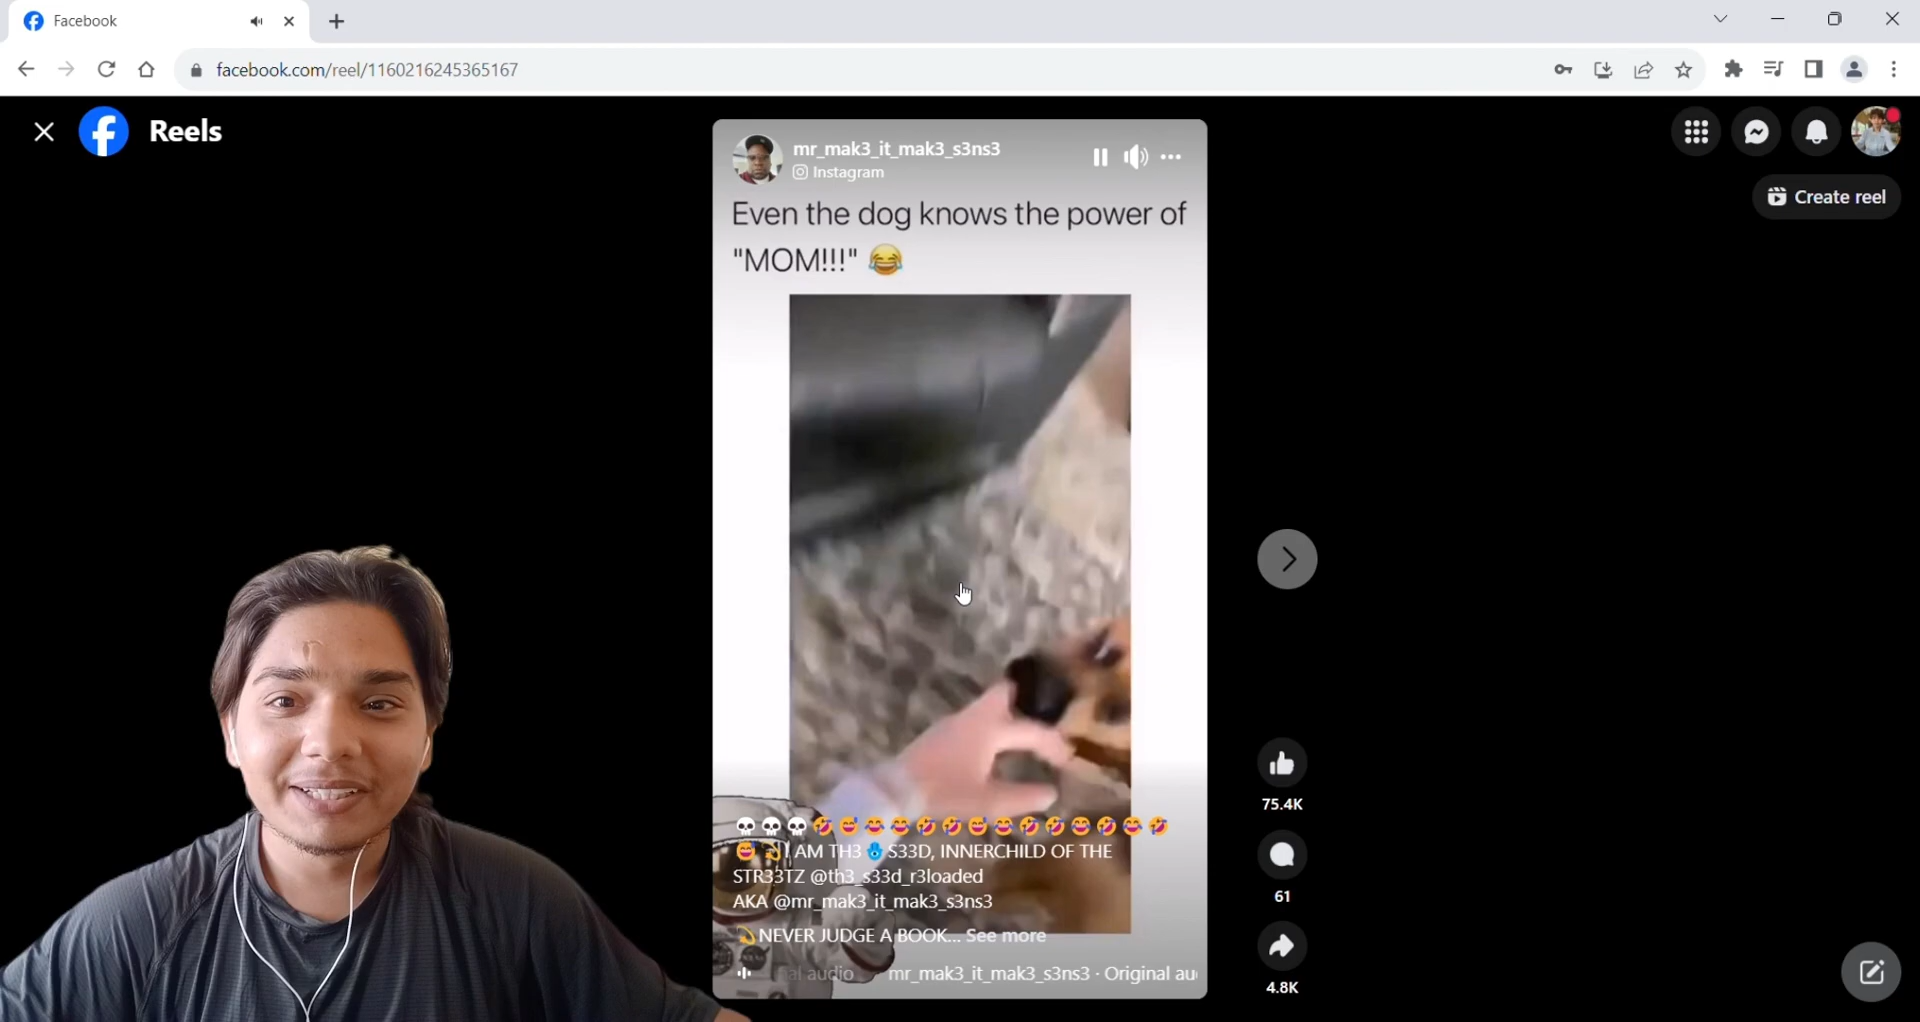 Facebook
facebook.com/reel/1160216245365167
Reels
mr_mak3_it_mak3_s3ns3
Instagram
Create reel
Even the dog knows the power of
"MOM!!!" 😂
💀💀💀🤣😅😂😂🤣🤣😅😂🤣🤣😂🤣😂🤣
😅💫I AM TH3 S33D, INNERCHILD OF THE
STR33TZ @th3_s33d_r3loaded
AKA @mr_mak3_it_mak3_s3ns3
💫NEVER JUDGE A BOOK... See more
al audio mr_mak3_it_mak3_s3ns3 · Original au
75.4K
61
4.8K